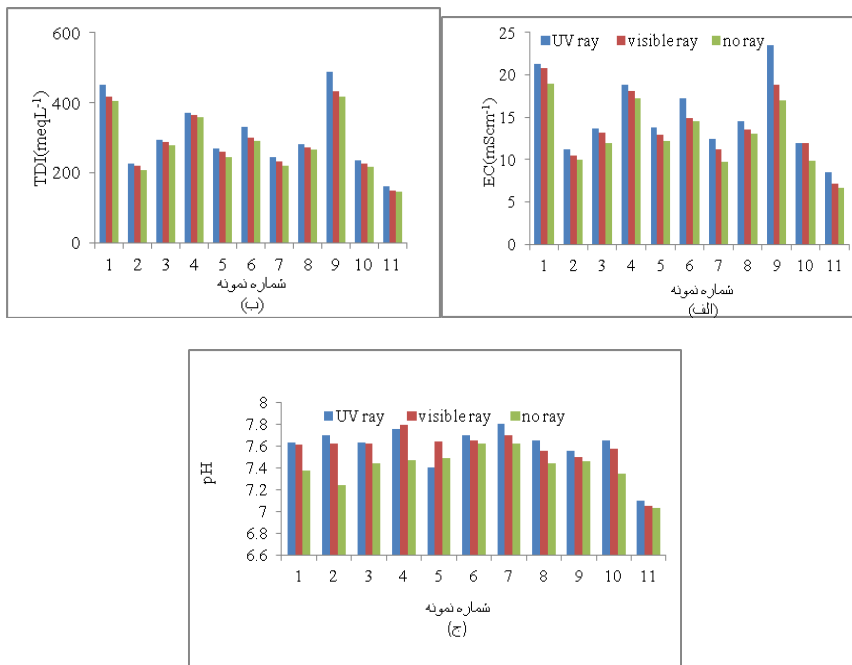 600
400
200
0
TDI(meqL-1)
1 2 3 4 5 6 7 8 9 10 11
شماره نمونه
(ب)
25
20
15
10
5
0
EC(mScm-1)
UV ray visible ray no ray
1 2 3 4 5 6 7 8 9 10 11
شماره نمونه
(الف)
8
7.8
7.6
7.4
7.2
7
6.8
6.6
pH
UV ray visible ray no ray
1 2 3 4 5 6 7 8 9 10 11
شماره نمونه
(ج)